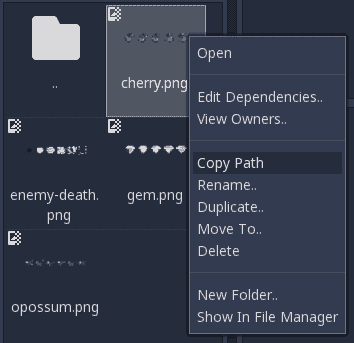 ..
cherry.png
enemy-death.
png
gem.png
opossum.png
Open
Edit Dependencies..
View Owners..
Copy Path
Rename..
Duplicate..
Move To..
Delete
New Folder..
Show In File Manager